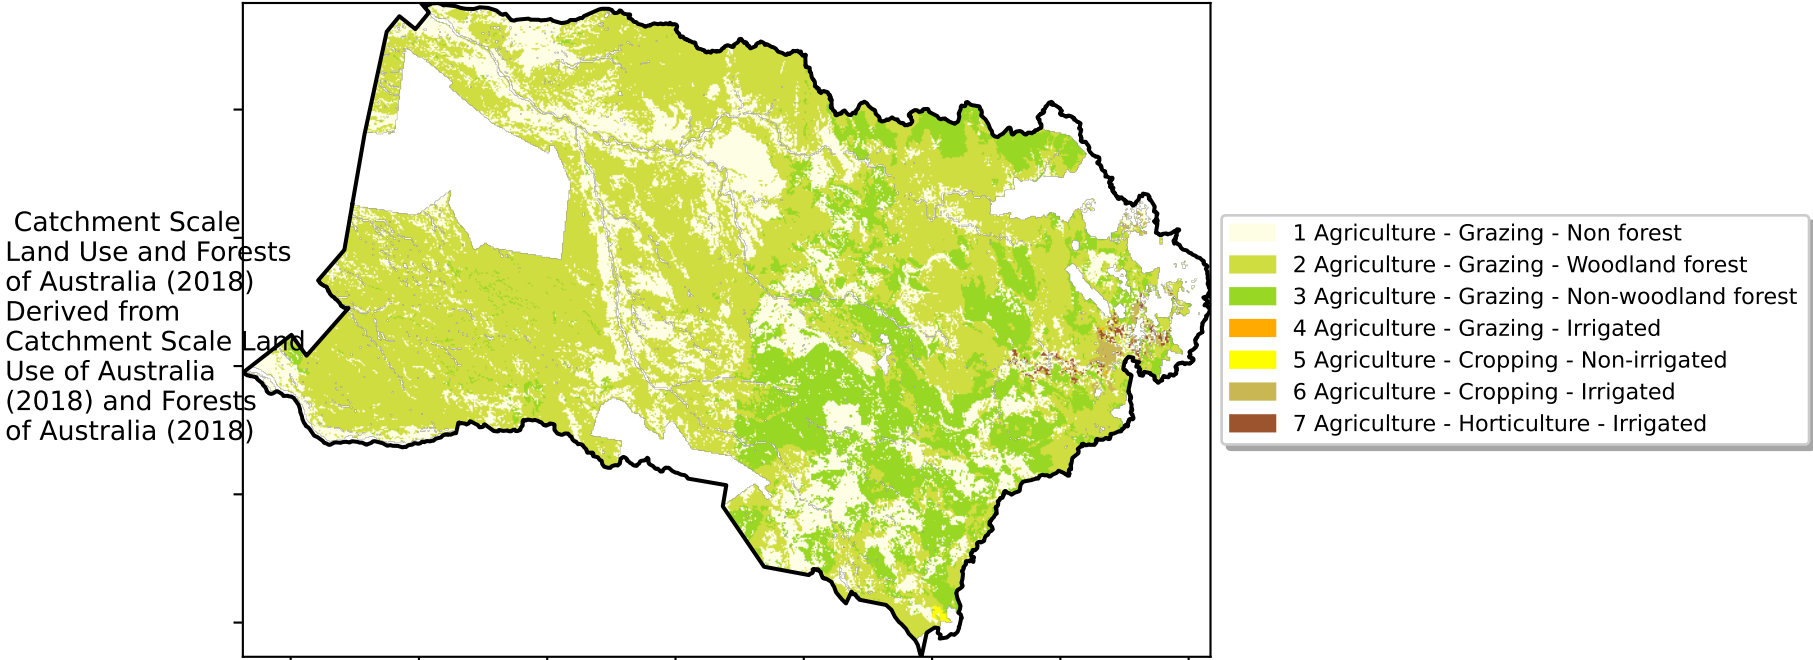 Catchment Scale
Land Use and Forests
of Australia (2018)
Derived from
Catchment Scale Land
Use of Australia
(2018) and Forests
of Australia (2018)
1 Agriculture - Grazing - Non forest
2 Agriculture - Grazing - Woodland forest
3 Agriculture - Grazing - Non-woodland forest
4 Agriculture - Grazing - Irrigated
5 Agriculture - Cropping - Non-irrigated
6 Agriculture - Cropping - Irrigated
7 Agriculture - Horticulture - Irrigated